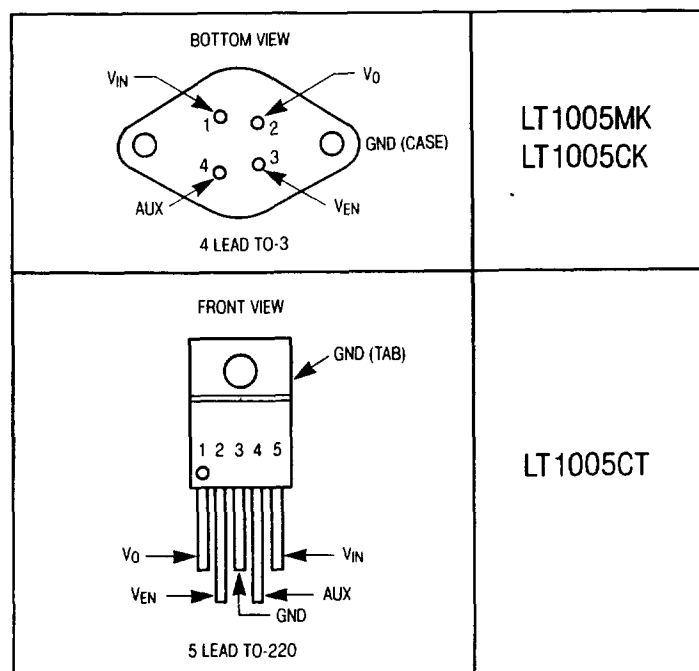 BOTTOM VIEW
VIN
VO
1
2
GND (CASE)
4
3
AUX
VEN
4 LEAD TO-3
LT1005MK
LT1005CK
FRONT VIEW
GND (TAB)
1 2 3 4 5
LT1005CT
VO
VIN
VEN
AUX
GND
5 LEAD TO-220